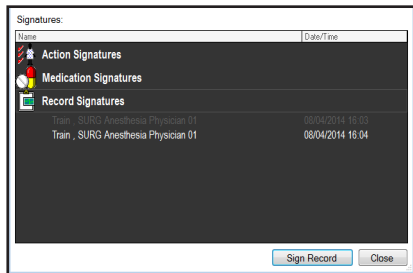 Signatures:
Name Date/Time
Action Signatures
Medication Signatures
Record Signatures
Train , SURG Anesthesia Physician 01 08/04/2014 16:03
Train , SURG Anesthesia Physician 01 08/04/2014 16:04
Sign Record Close